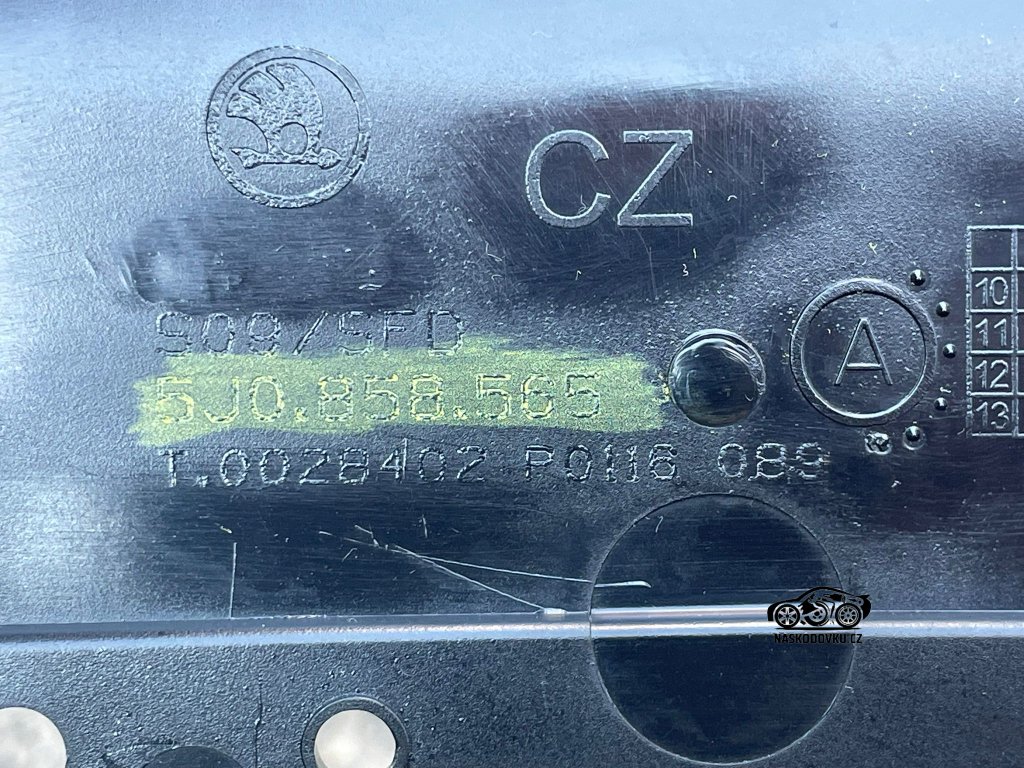 CZ
S09/SFD
5J0.858.565
T.0028402 P0116 089
A
10
11
12
13
NASKODOVKU.CZ